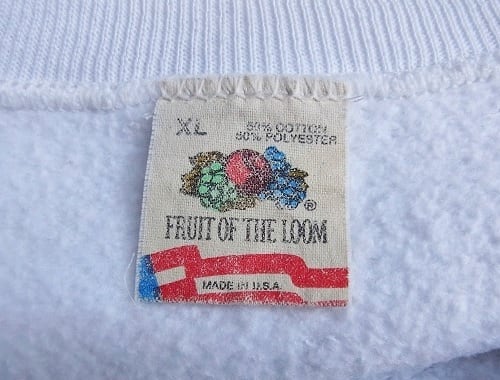 XL
50% COTTON
50% POLYESTER
®
FRUIT OF THE LOOM
MADE IN U.S.A.